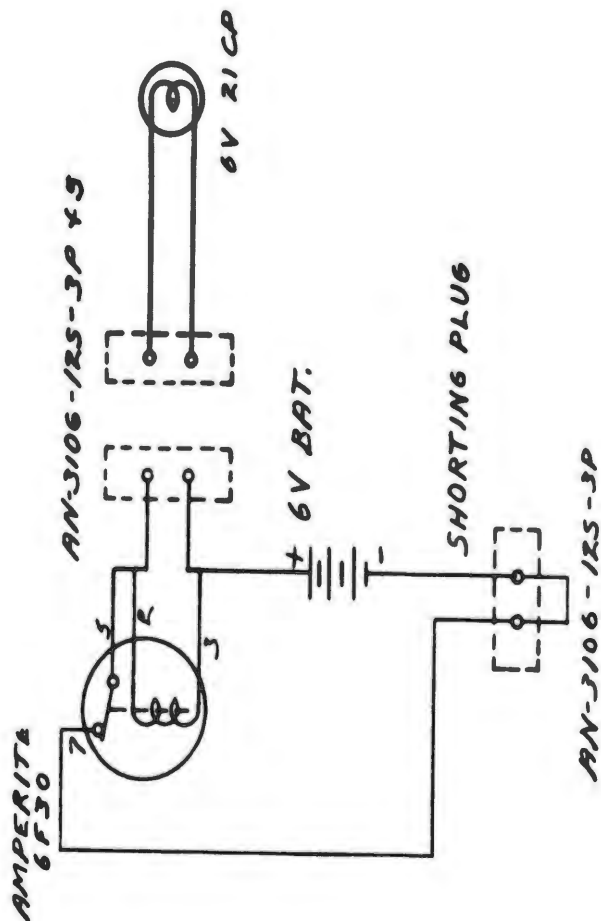 AMPERITE
6F30
7
5
3
AN-3106-12S-3P & S
6V 21 CP
+ 6V BAT. -
SHORTING PLUG
AN-3106-12S-3P